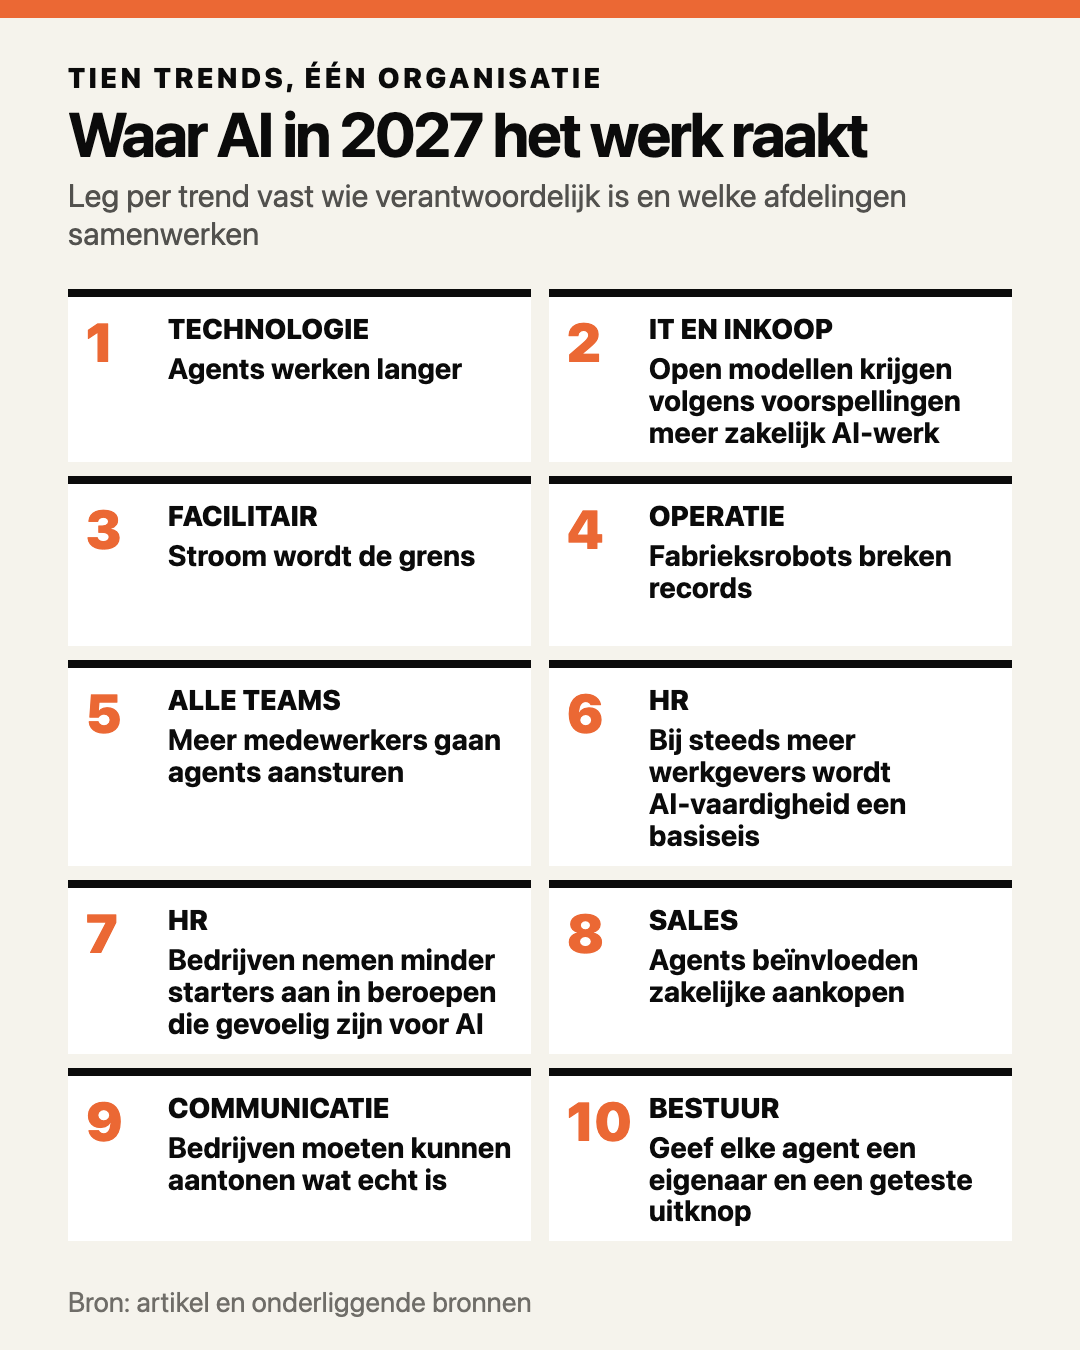 TIEN TRENDS, ÉÉN ORGANISATIE
Waar AI in 2027 het werk raakt
Leg per trend vast wie verantwoordelijk is en welke afdelingen
samenwerken
1
TECHNOLOGIE
Agents werken langer
2
IT EN INKOOP
Open modellen krijgen
volgens voorspellingen
meer zakelijk AI-werk
3
FACILITAIR
Stroom wordt de grens
4
OPERATIE
Fabrieksrobots breken
records
5
ALLE TEAMS
Meer medewerkers gaan
agents aansturen
6
HR
Bij steeds meer
werkgevers wordt
AI-vaardigheid een
basiseis
7
HR
Bedrijven nemen minder
starters aan in beroepen
die gevoelig zijn voor AI
8
SALES
Agents beïnvloeden
zakelijke aankopen
9
COMMUNICATIE
Bedrijven moeten kunnen
aantonen wat echt is
10
BESTUUR
Geef elke agent een
eigenaar en een geteste
uitknop
Bron: artikel en onderliggende bronnen